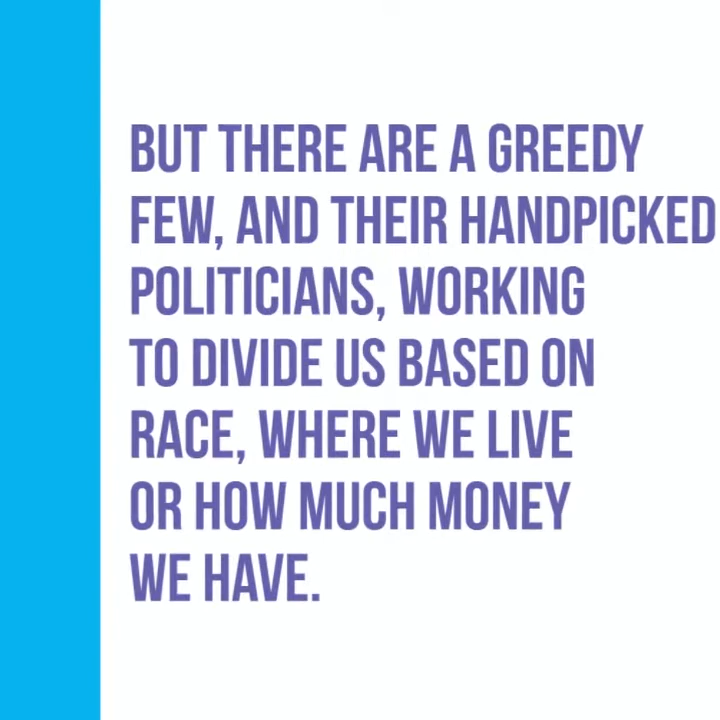 BUT THERE ARE A GREEDY
FEW, AND THEIR HANDPICKED
POLITICIANS, WORKING
TO DIVIDE US BASED ON
RACE, WHERE WE LIVE
OR HOW MUCH MONEY
WE HAVE.